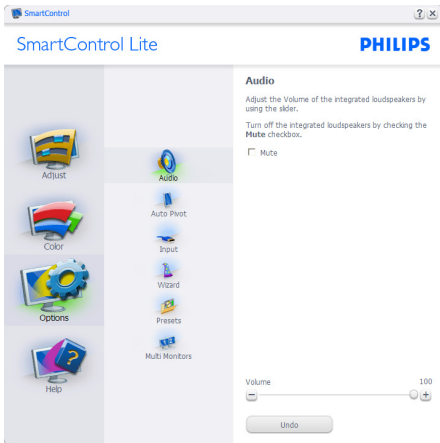 SmartControl
SmartControl Lite
PHILIPS
Adjust
Color
Options
Help
Audio
Auto Pivot
Input
Wizard
Presets
Multi Monitors
Audio
Adjust the Volume of the integrated loudspeakers by
using the slider.
Turn off the integrated loudspeakers by checking the
Mute checkbox.
Mute
Volume
100
Undo